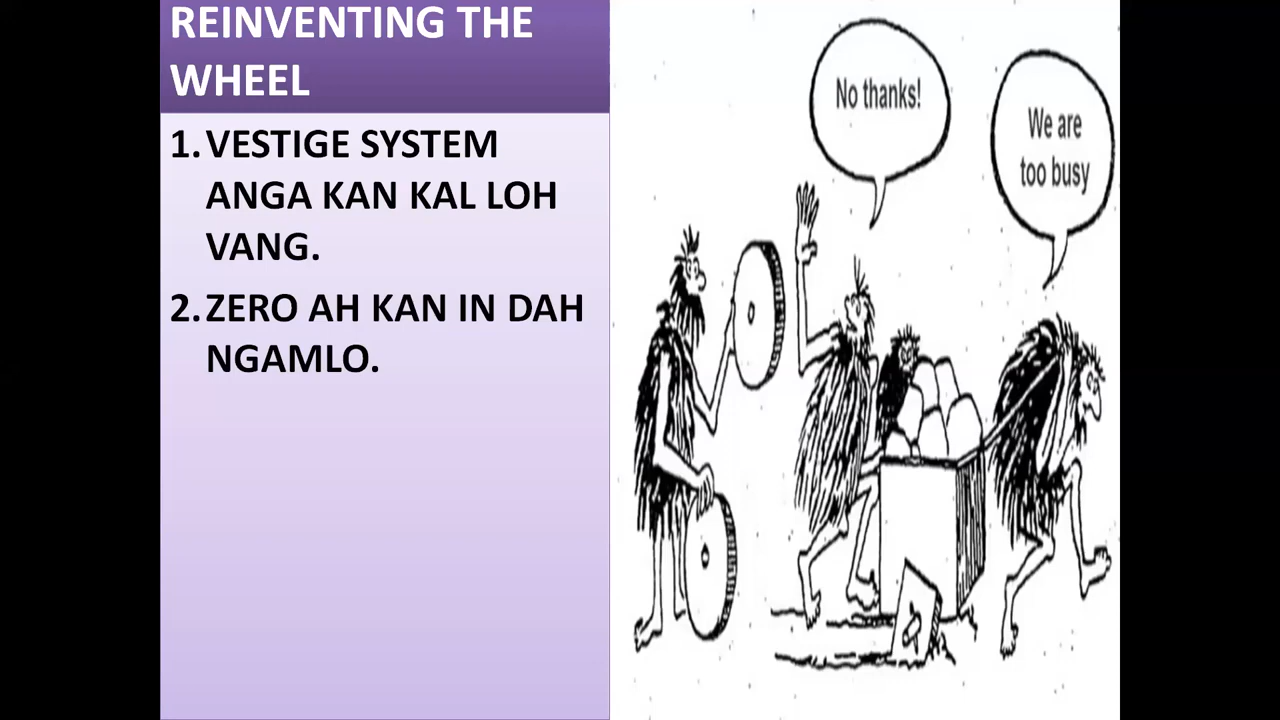 REINVENTING THE
WHEEL
1. VESTIGE SYSTEM
ANGA KAN KAL LOH
VANG.
2. ZERO AH KAN IN DAH
NGAMLO.
No thanks!
We are
too busy